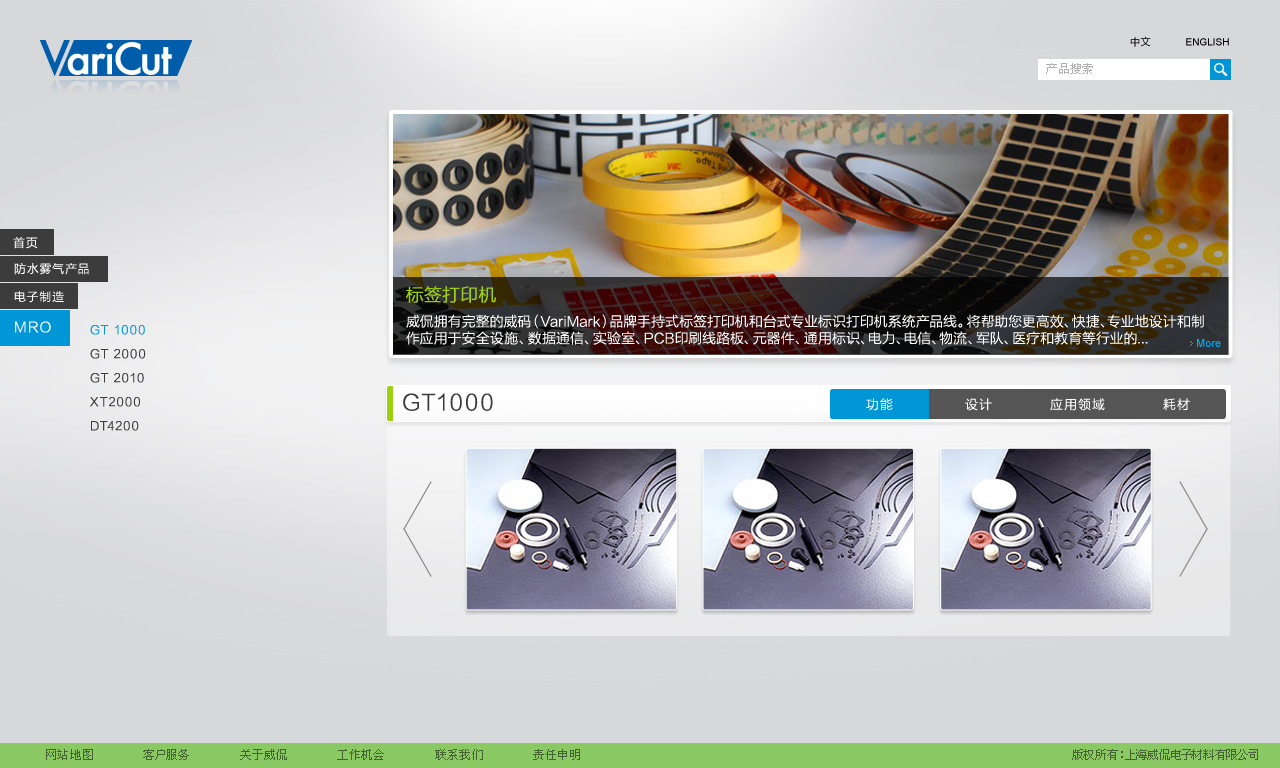 VariCut
中文
ENGLISH
产品搜索
首页
防水雾气产品
电子制造
MRO
GT 1000
GT 2000
GT 2010
XT2000
DT4200
标签打印机
威侃拥有完整的威码(VariMark)品牌手持式标签打印机和台式专业标识打印机系统产品线。将帮助您更高效、快捷、专业地设计和制
作应用于安全设施、数据通信、实验室、PCB印刷线路板、元器件、通用标识、电力、电信、物流、军队、医疗和教育等行业的...
> More
GT1000
功能
设计
应用领域
耗材
网站地图
客户服务
关于威侃
工作机会
联系我们
责任申明
版权所有:上海威侃电子材料有限公司